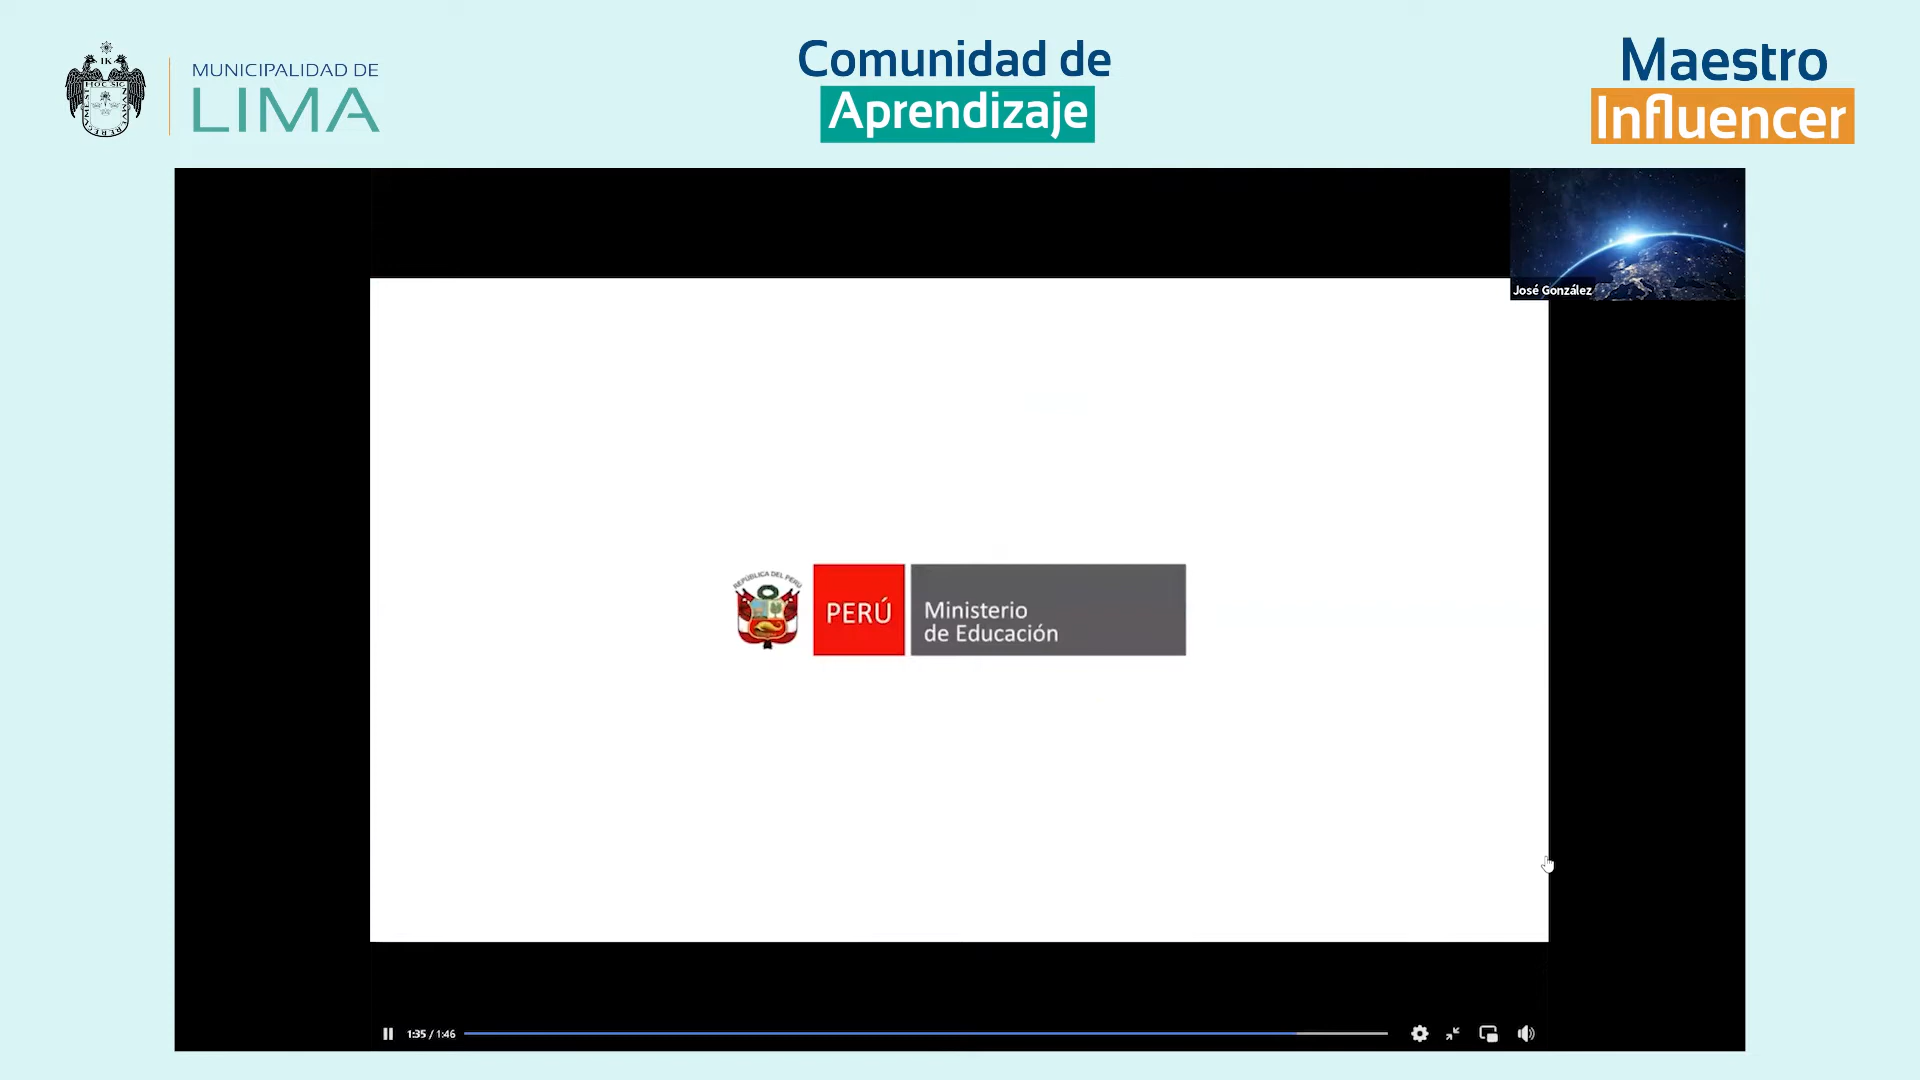 MUNICIPALIDAD DE
LIMA
Comunidad de
Aprendizaje
Maestro
Influencer
José González
REPÚBLICA DEL PERÚ
PERÚ
Ministerio
de Educación
1:35 / 1:46